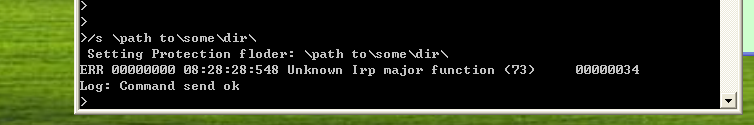 >
>
>/s \path to\some\dir\
Setting Protection floder: \path to\some\dir\
ERR 00000000 08:28:28:548 Unknown Irp major function (73) 00000034
Log: Command send ok
>